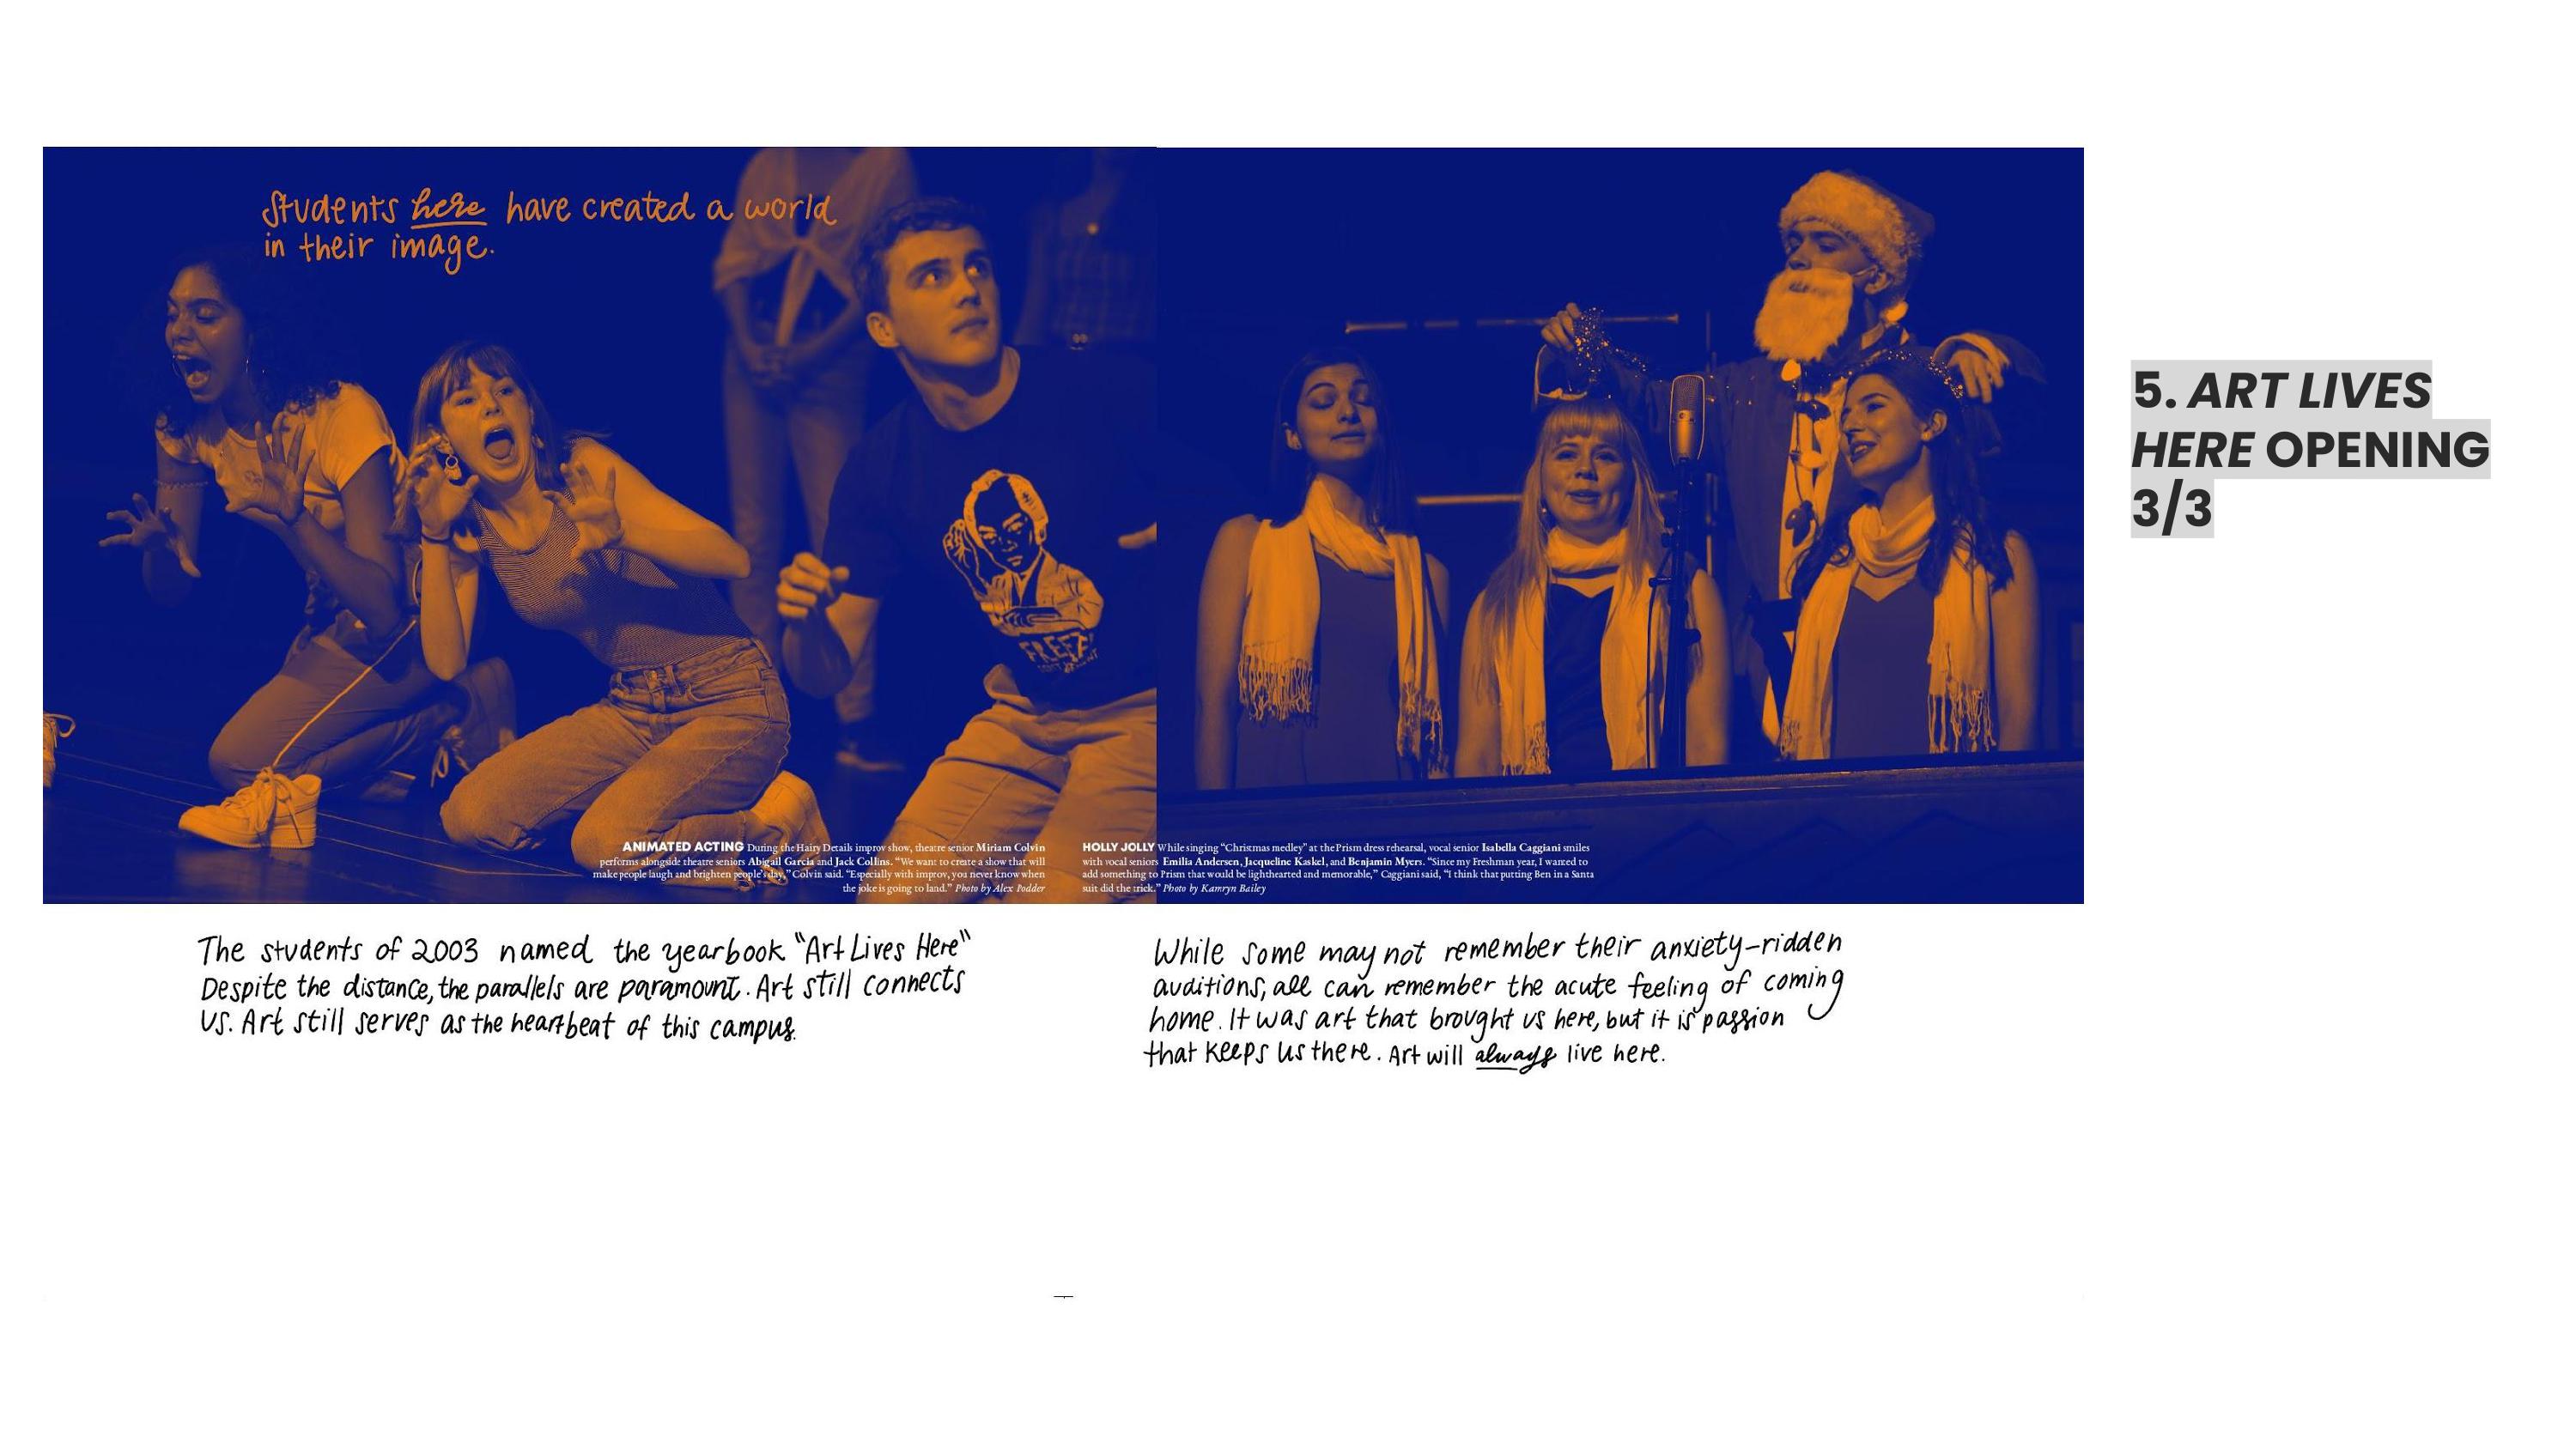 Students here have created a world
in their image.
ANIMATED ACTING During the Hairy Details improv show, theatre senior Miriam Colvin
performs alongside theatre seniors Abigail Garcia and Jack Collins. “We want to create a show that will
make people laugh and brighten people’s day,” Colvin said. “Especially with improv, you never know when
the joke is going to land.” Photo by Alex Podder
HOLLY JOLLY While singing “Christmas medley” at the Prism dress rehearsal, vocal senior Isabella Caggiani smiles
with vocal seniors Emilia Andersen, Jacqueline Kaskel, and Benjamin Myers. “Since my Freshman year, I wanted to
add something to Prism that would be lighthearted and memorable,” Caggiani said, “I think that putting Ben in a Santa
suit did the trick.” Photo by Kamryn Bailey
The students of 2003 named the yearbook "Art Lives Here"
Despite the distance, the parallels are paramount. Art still connects
us. Art still serves as the heartbeat of this campus.
While some may not remember their anxiety-ridden
auditions, all can remember the acute feeling of coming
home. It was art that brought us here, but it is passion
that keeps us there. Art will always live here.
5. ART LIVES
HERE OPENING
3/3